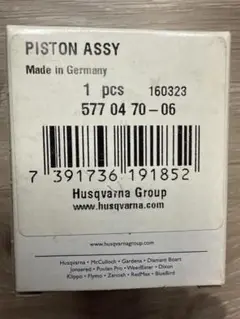 PISTON ASSY
Made in Germany
1 pcs 160323
577 04 70-06
7 391736 191852
Husqvarna Group
www.husqvarna.com
www.husqvarnagroup.com
Husqvarna • McCulloch • Gardena • Diamant Boart
Jonsered • Poulan Pro • WeedEater • Dixon
Klippo • Flymo • Zenoah • RedMax • BlueBird